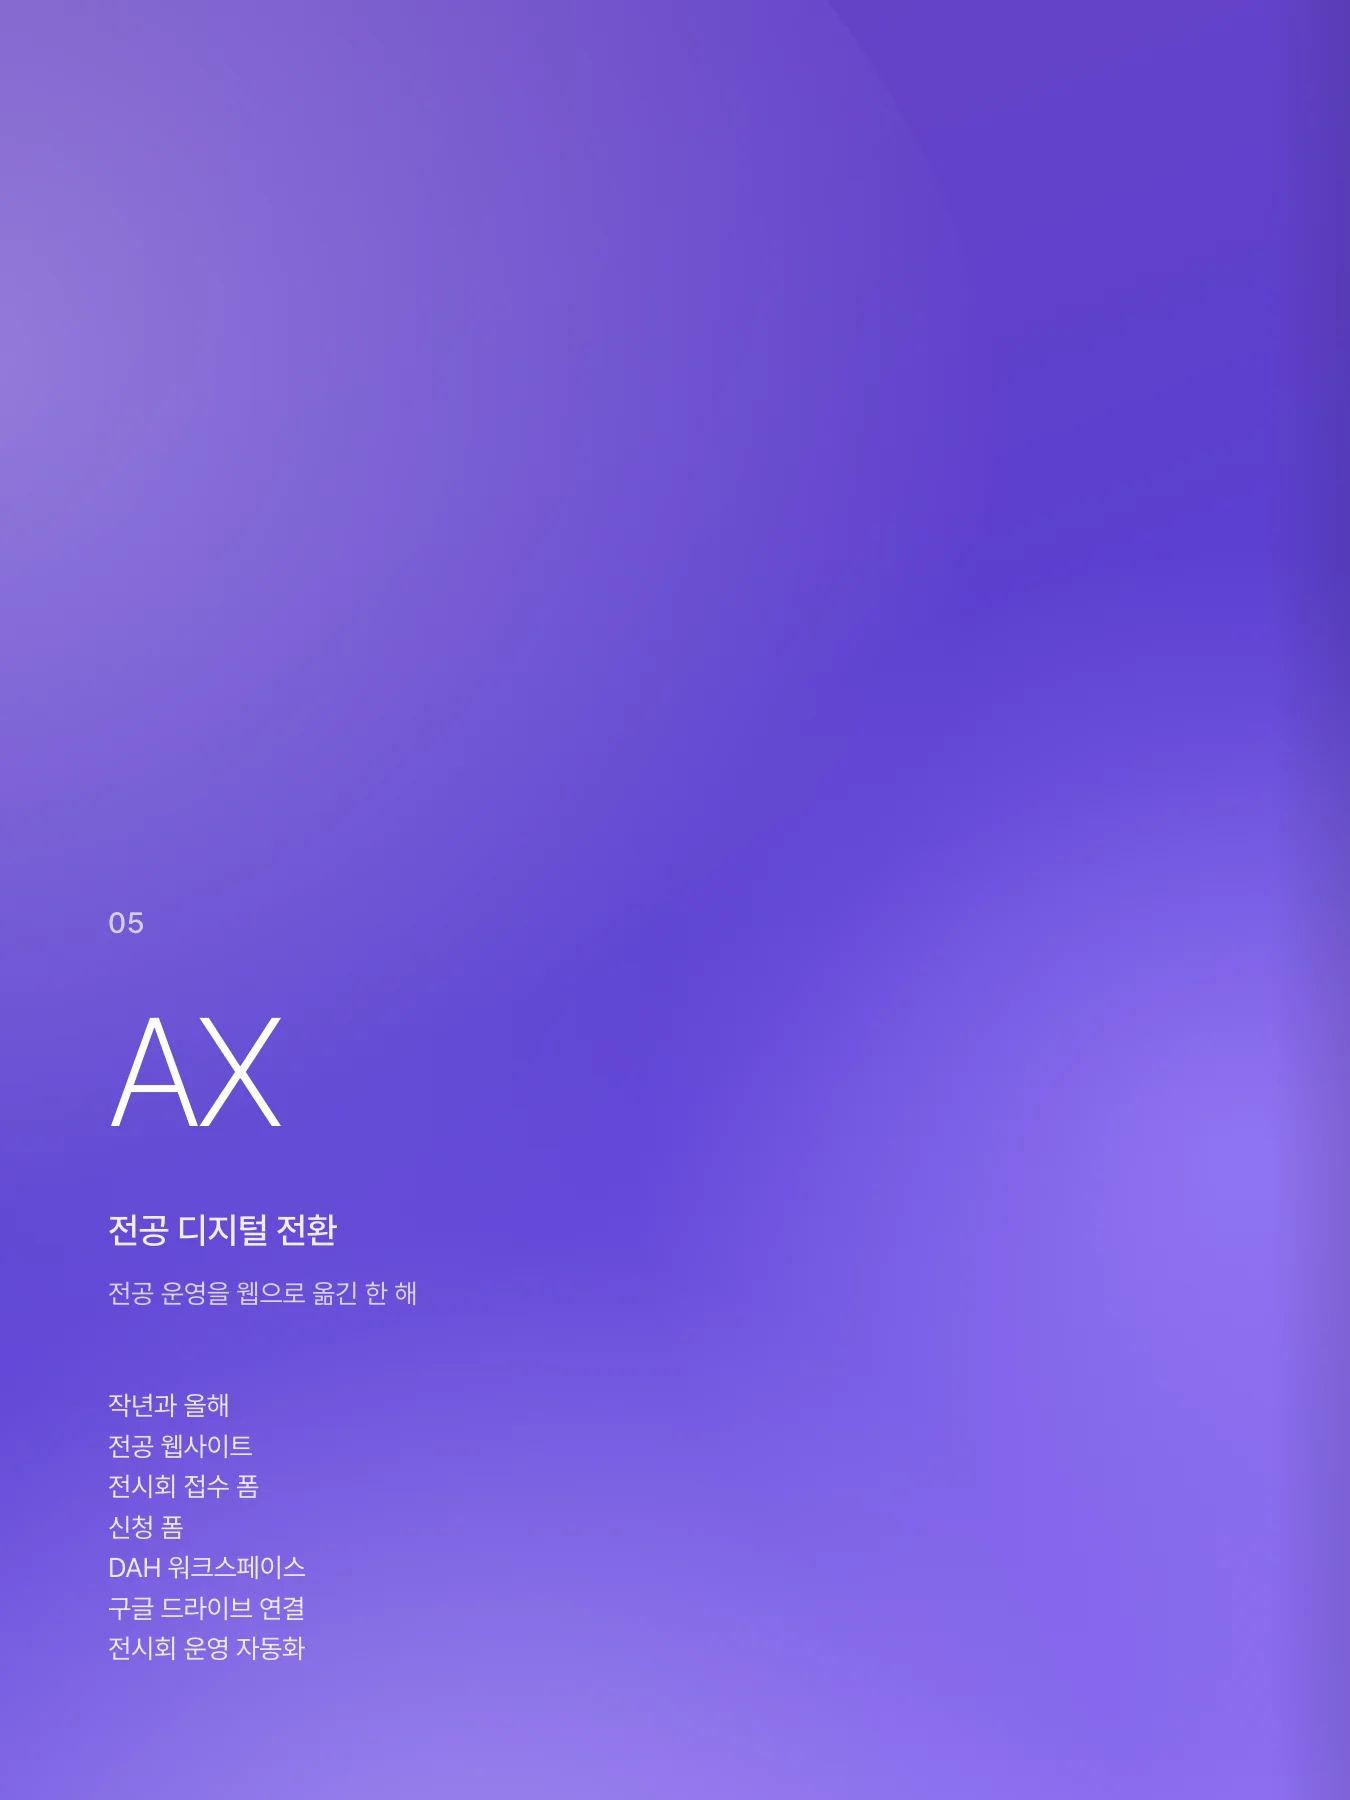 05
AX
전공 디지털 전환
전공 운영을 웹으로 옮긴 한 해
작년과 올해
전공 웹사이트
전시회 접수 폼
신청 폼
DAH 워크스페이스
구글 드라이브 연결
전시회 운영 자동화